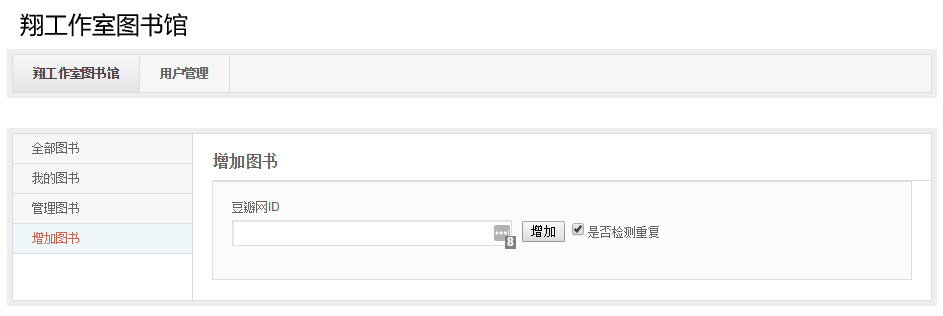 翔工作室图书馆
翔工作室图书馆 用户管理
全部图书
我的图书
管理图书
增加图书
增加图书
豆瓣网ID
8
增加 是否检测重复